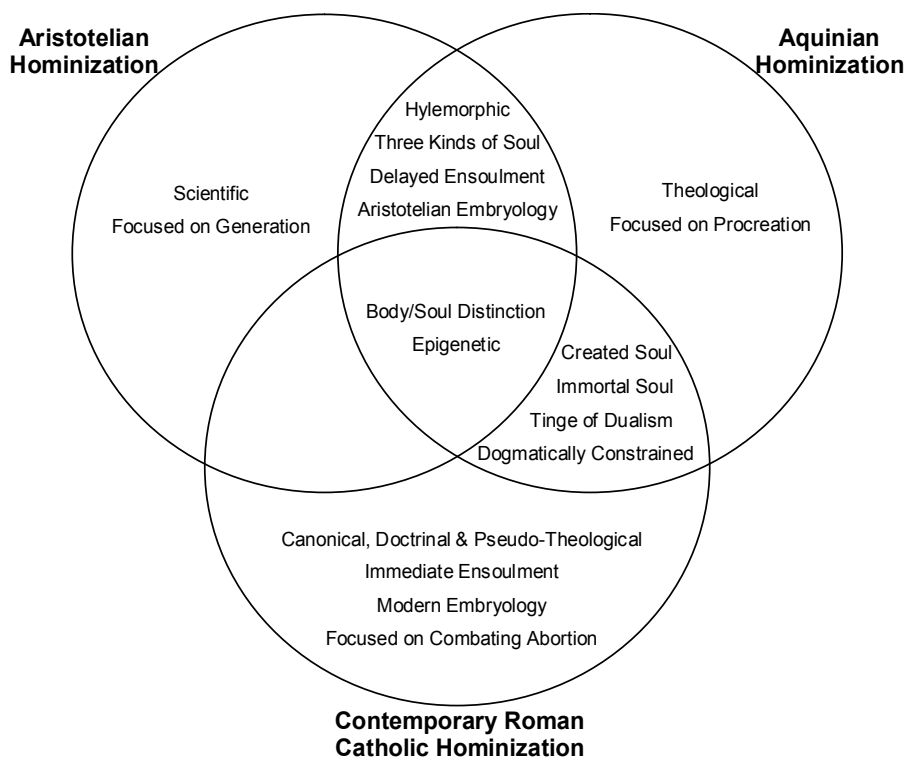 Aristotelian
Hominization
Aquinian
Hominization
Hylemorphic
Three Kinds of Soul
Delayed Ensoulment
Aristotelian Embryology
Scientific
Focused on Generation
Theological
Focused on Procreation
Body/Soul Distinction
Epigenetic
Created Soul
Immortal Soul
Tinge of Dualism
Dogmatically Constrained
Canonical, Doctrinal & Pseudo-Theological
Immediate Ensoulment
Modern Embryology
Focused on Combating Abortion
Contemporary Roman
Catholic Hominization